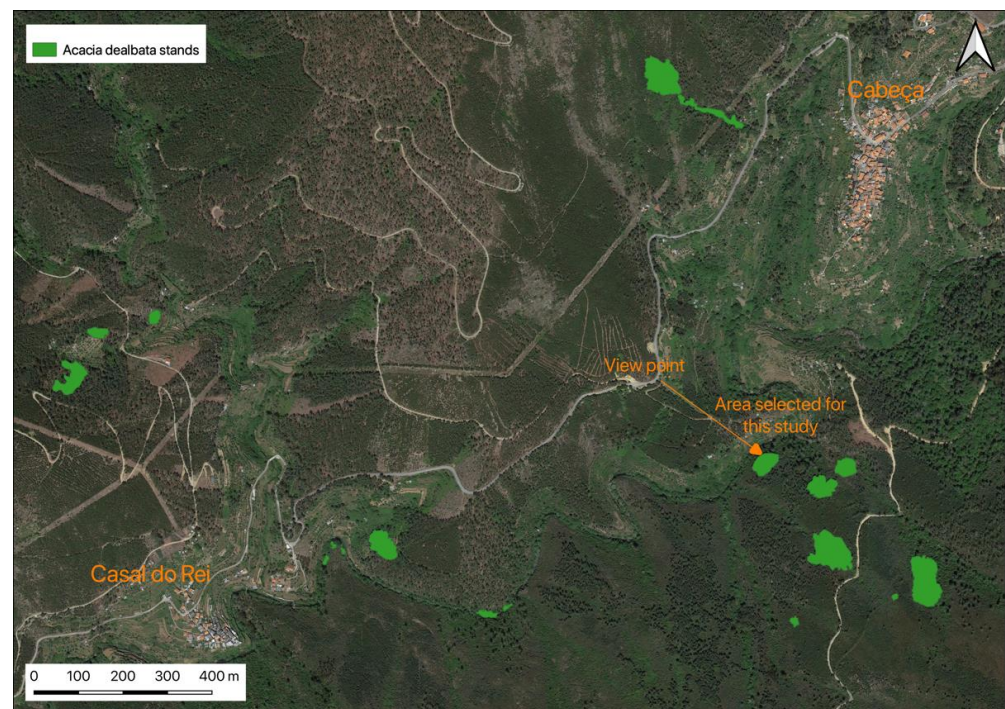 Acacia dealbata stands
Cabeça
View point
Area selected for
this study
Casal do Rei
0 100 200 300 400 m